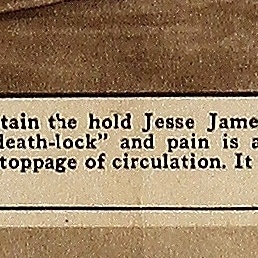 tain the hold Jesse Jame
death-lock" and pain is a
toppage of circulation. It